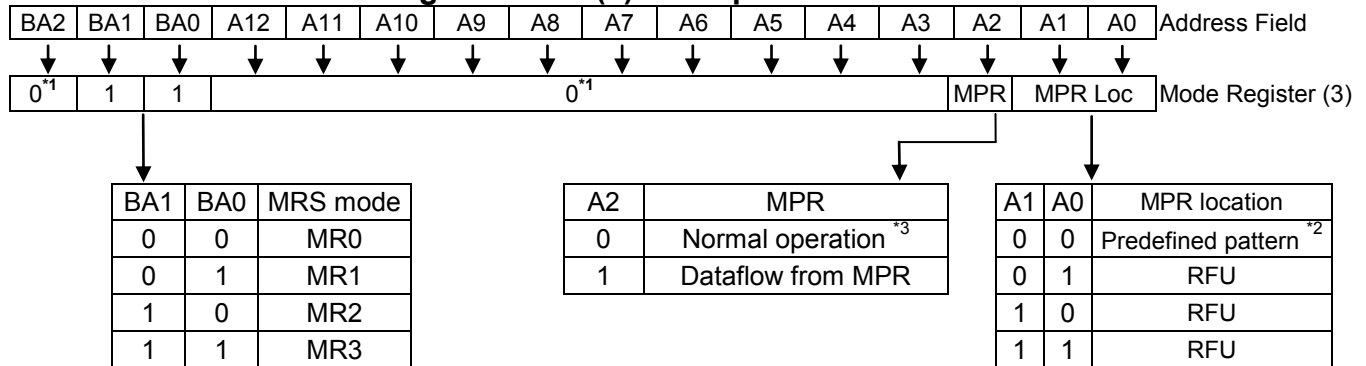 BA2 BA1 BA0 A12 A11 A10 A9 A8 A7 A6 A5 A4 A3 A2 A1 A0 Address Field
0*1 1 1 0*1 MPR MPR Loc Mode Register (3)
BA1 BA0 MRS mode
0 0 MR0
0 1 MR1
1 0 MR2
1 1 MR3
A2 MPR
0 Normal operation *3
1 Dataflow from MPR
A1 A0 MPR location
0 0 Predefined pattern *2
0 1 RFU
1 0 RFU
1 1 RFU